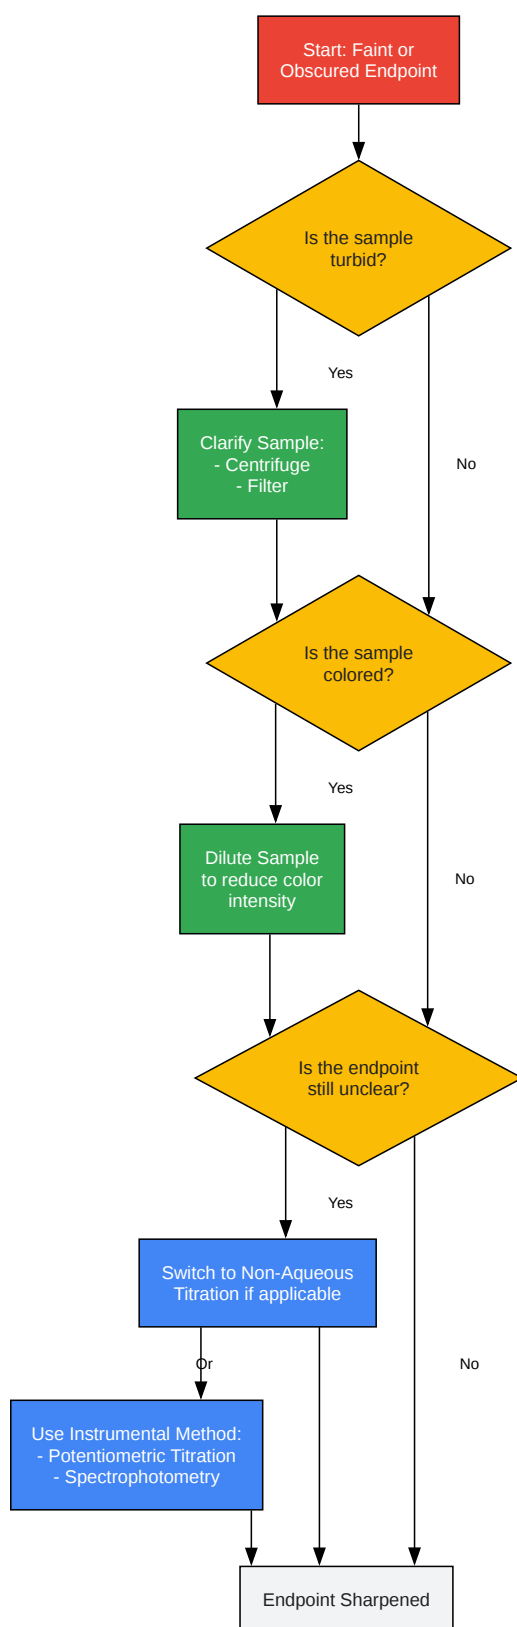 Start: Faint or
Obscured Endpoint
Is the sample
turbid?
Yes
Clarify Sample:
- Centrifuge
- Filter
No
Is the sample
colored?
Yes
Dilute Sample
to reduce color
intensity
No
Is the endpoint
still unclear?
Yes
Switch to Non-Aqueous
Titration if applicable
Or
No
Use Instrumental Method:
- Potentiometric Titration
- Spectrophotometry
Endpoint Sharpened